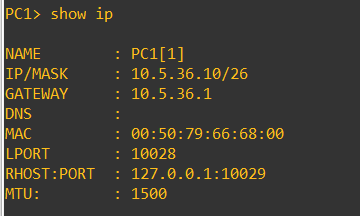 PC1> show ip
NAME        : PC1[1]
IP/MASK     : 10.5.36.10/26
GATEWAY     : 10.5.36.1
DNS         :
MAC         : 00:50:79:66:68:00
LPORT       : 10028
RHOST:PORT  : 127.0.0.1:10029
MTU:        : 1500